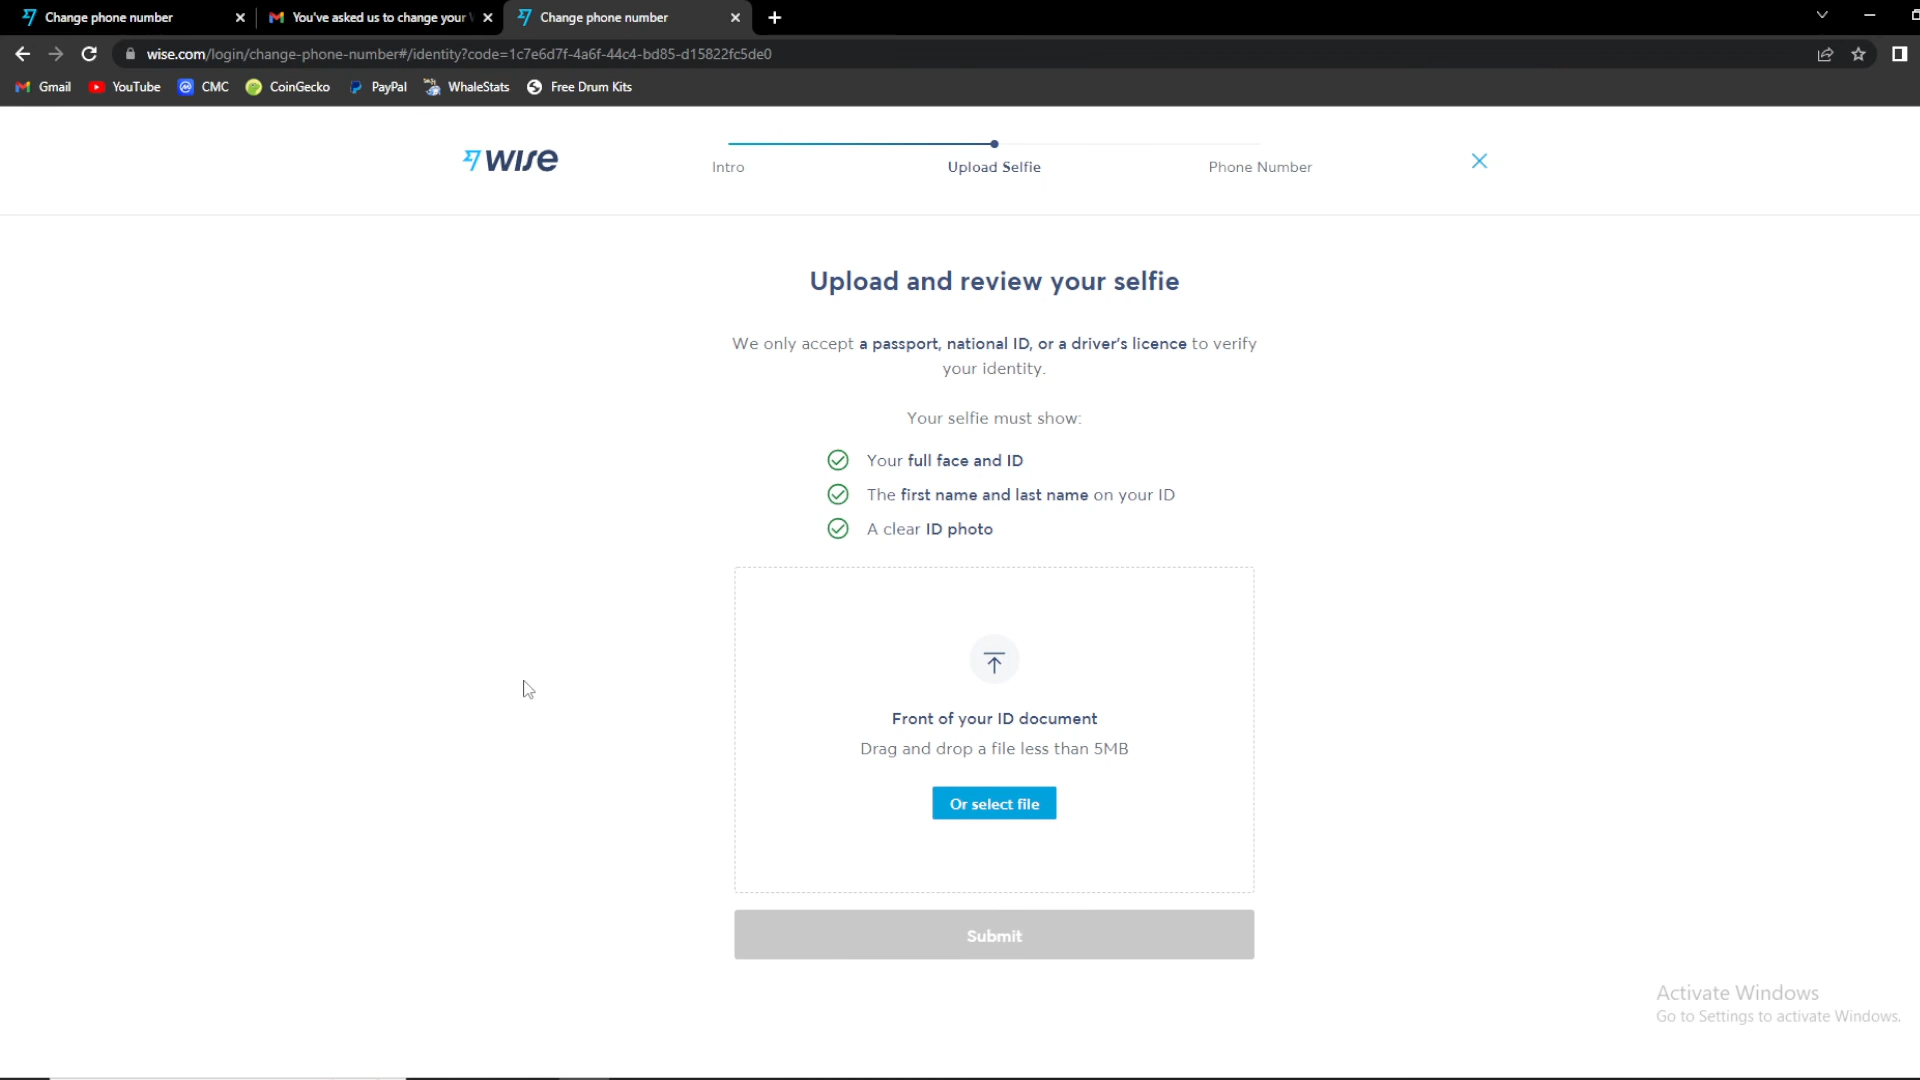 Change phone number
You've asked us to change your
Change phone number
wise.com/login/change-phone-number#/identity?code=1c7e6d7f-4a6f-44c4-bd85-d15822fc5de0
Gmail YouTube CMC CoinGecko PayPal WhaleStats Free Drum Kits
wise
Intro Upload Selfie Phone Number
Upload and review your selfie
We only accept a passport, national ID, or a driver's licence to verify
your identity.
Your selfie must show:
Your full face and ID
The first name and last name on your ID
A clear ID photo
Front of your ID document
Drag and drop a file less than 5MB
Or select file
Submit
Activate Windows
Go to Settings to activate Windows.